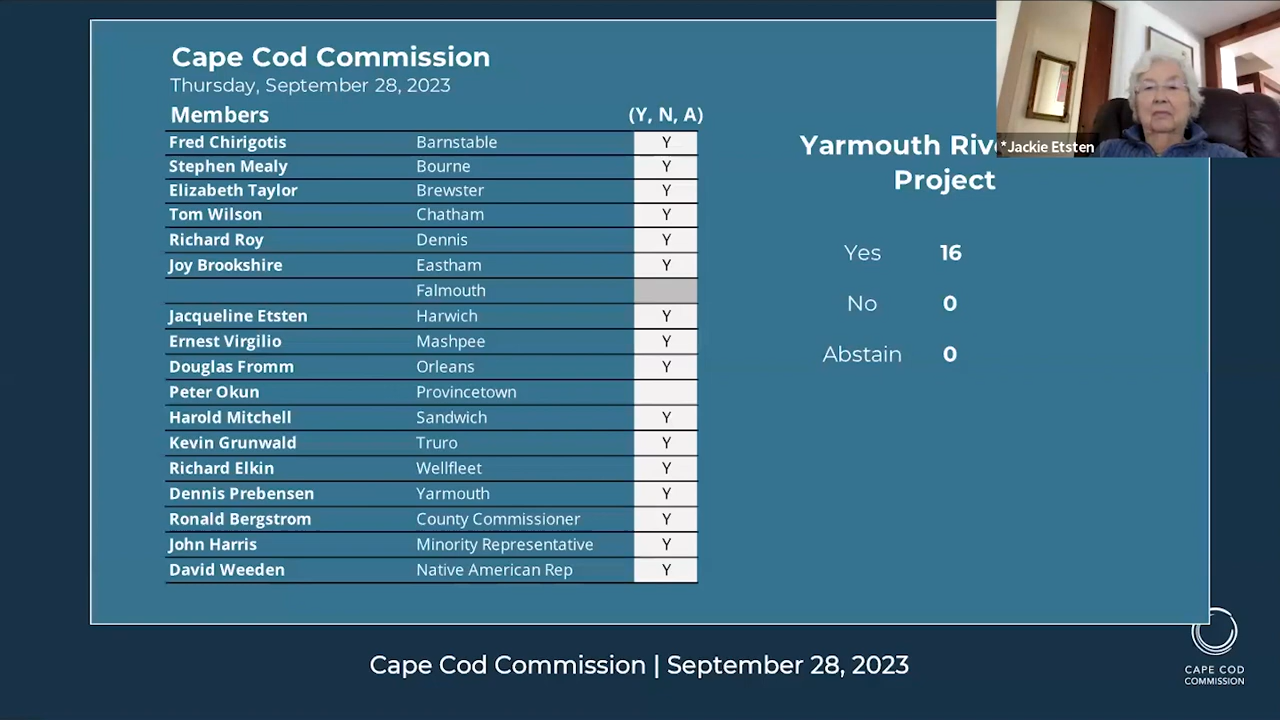 Cape Cod Commission
Thursday, September 28, 2023
Members (Y, N, A)
Fred Chirigotis Barnstable Y
Stephen Mealy Bourne Y
Elizabeth Taylor Brewster Y
Tom Wilson Chatham Y
Richard Roy Dennis Y
Joy Brookshire Eastham Y
Falmouth
Jacqueline Etsten Harwich Y
Ernest Virgilio Mashpee Y
Douglas Fromm Orleans Y
Peter Okun Provincetown
Harold Mitchell Sandwich Y
Kevin Grunwald Truro Y
Richard Elkin Wellfleet Y
Dennis Prebensen Yarmouth Y
Ronald Bergstrom County Commissioner Y
John Harris Minority Representative Y
David Weeden Native American Rep Y
Yarmouth
Project
Yes 16
No 0
Abstain 0
*Jackie Etsten
Cape Cod Commission | September 28, 2023
CAPE COD
COMMISSION